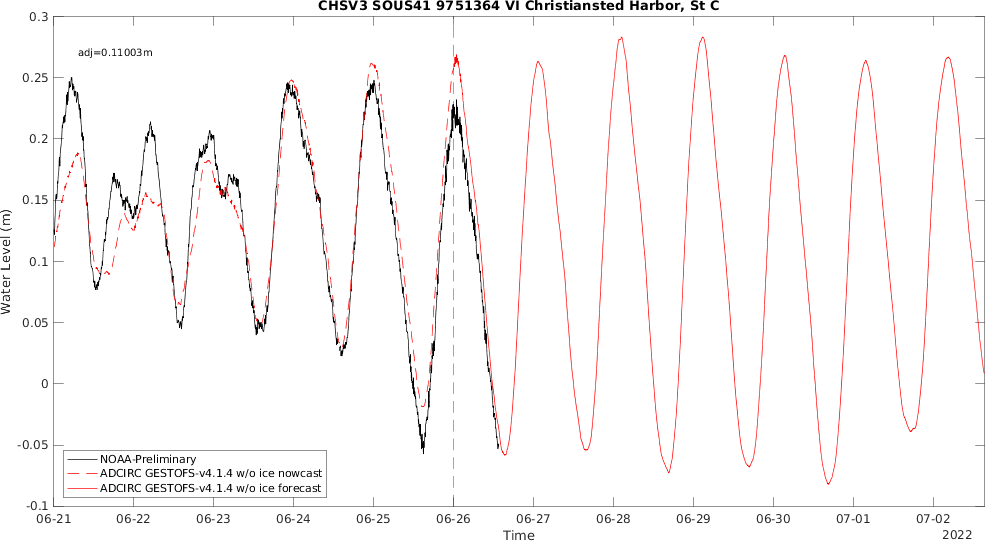 CHSV3 SOUS41 9751364 VI Christiansted Harbor, St C
adj=0.11003m
0.3
0.25
0.2
0.15
0.1
0.05
0
-0.05
-0.1
Water Level (m)
NOAA-Preliminary
ADCIRC GESTOFS-v4.1.4 w/o ice nowcast
ADCIRC GESTOFS-v4.1.4 w/o ice forecast
06-21 06-22 06-23 06-24 06-25 06-26 06-27 06-28 06-29 06-30 07-01 07-02
Time
2022